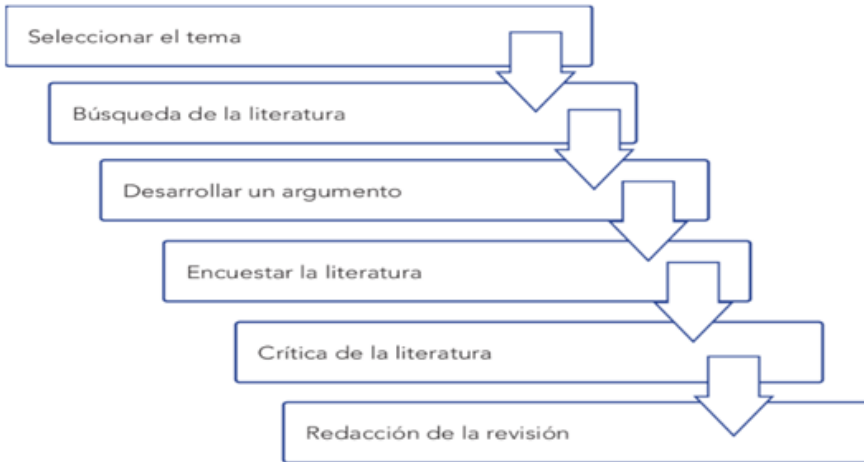 Seleccionar el tema
Búsqueda de la literatura
Desarrollar un argumento
Encuestar la literatura
Crítica de la literatura
Redacción de la revisión